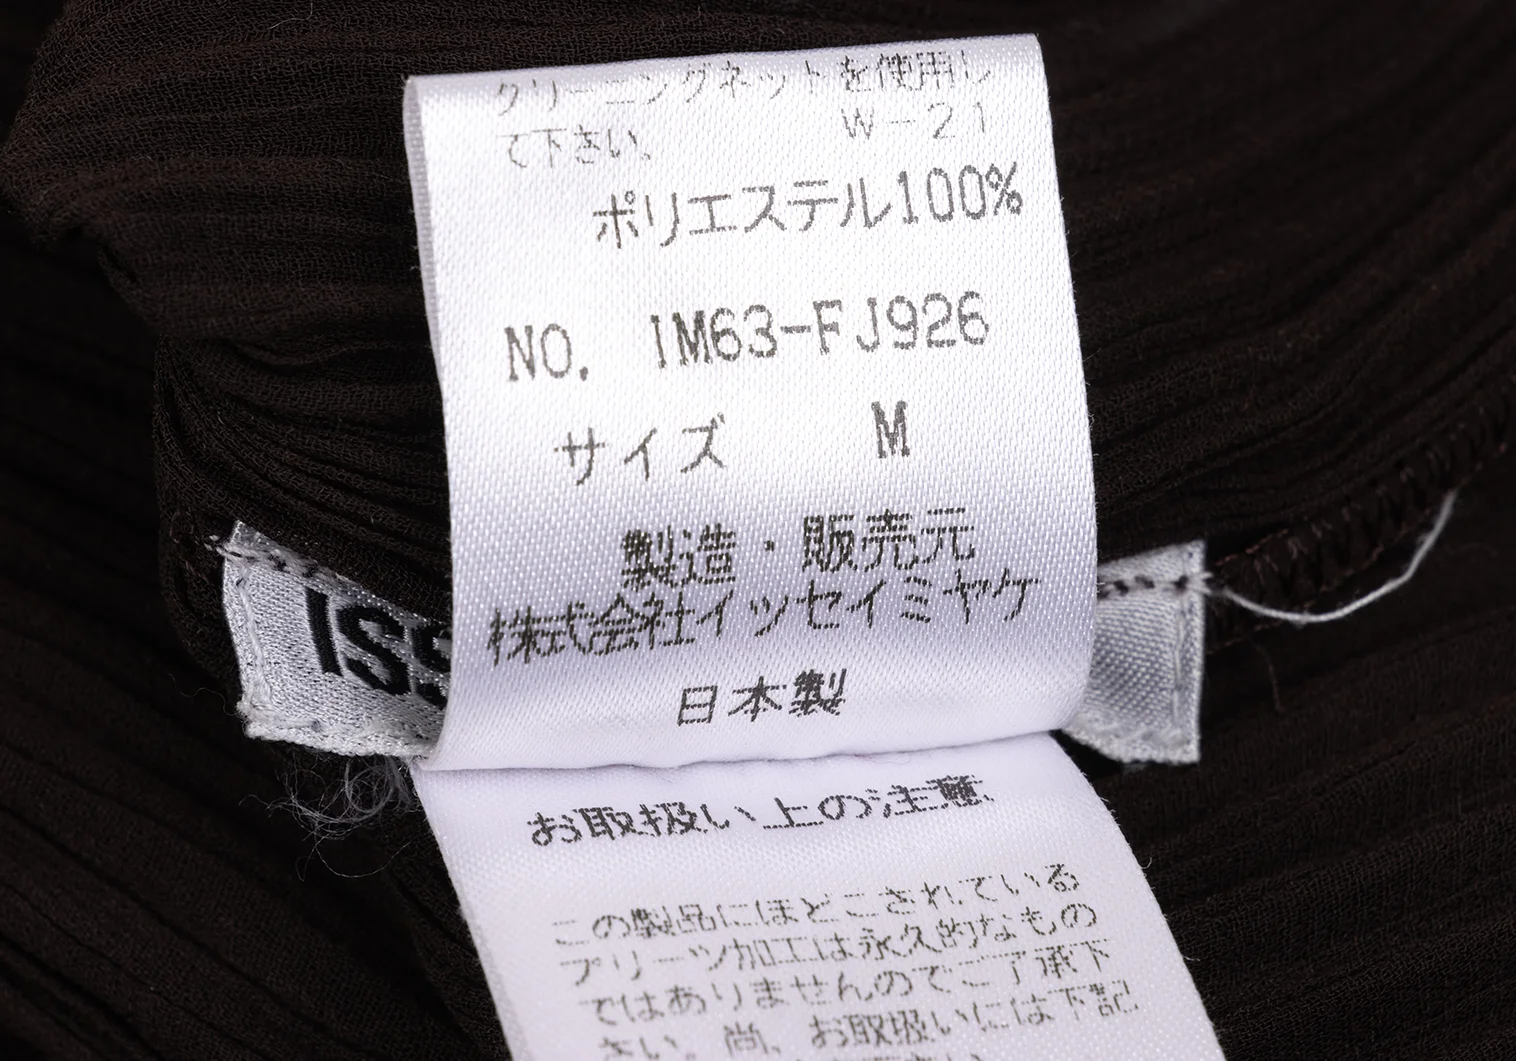 クリーニングネットを使用し
て下さい。 W-21
ポリエステル100%
NO. IM63-FJ926
サイズ M
製造・販売元
株式会社イッセイミヤケ
日本製
ISS
お取扱い上の注意
この製品にほどこされている
プリーツ加工は永久的なもの
ではありませんのでご了承下
さい。尚、お取扱いには下記